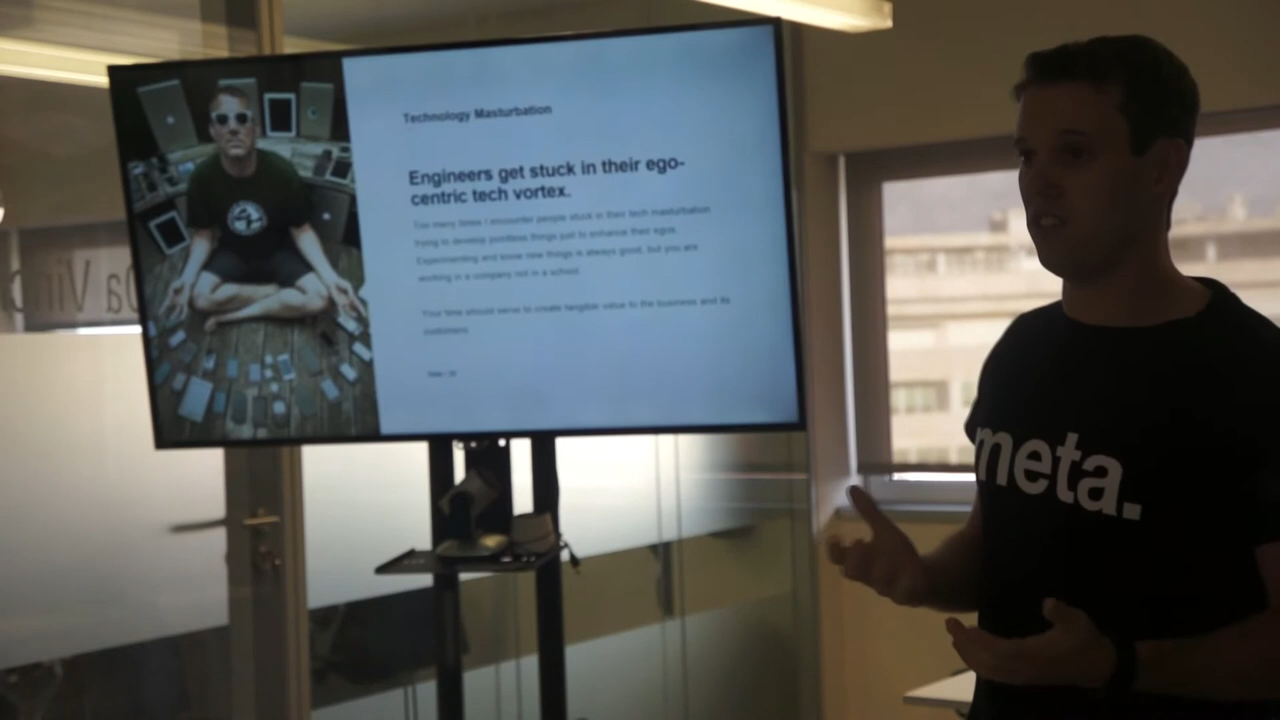 Technology Masturbation
Engineers get stuck in their ego-
centric tech vortex.
Too many times I encounter people stuck in their tech masturbation
trying to develop pointless things just to enhance their egos.
Experimenting and know new things is always good, but you are
working in a company not in a school.
Your time should serve to create tangible value to the business and its
customers.
meta.